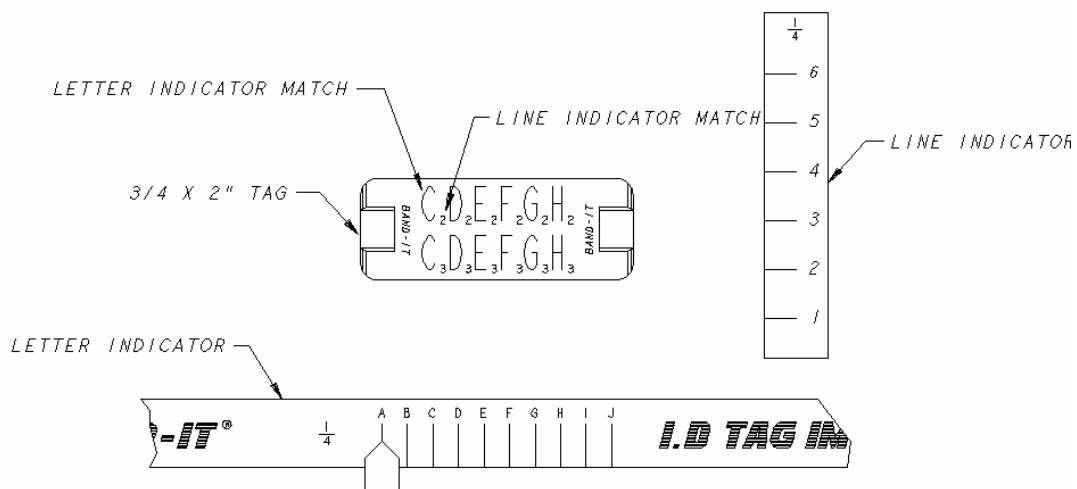 1/4
6
LETTER INDICATOR MATCH
LINE INDICATOR MATCH
5
LINE INDICATOR
4
3/4 X 2" TAG
BAND-IT
C₂D₂E₂F₂G₂H₂
BAND-IT
3
C₃D₃E₃F₃G₃H₃
2
1
LETTER INDICATOR
-IT®
1/4
A B C D E F G H I J
I.D TAG IM